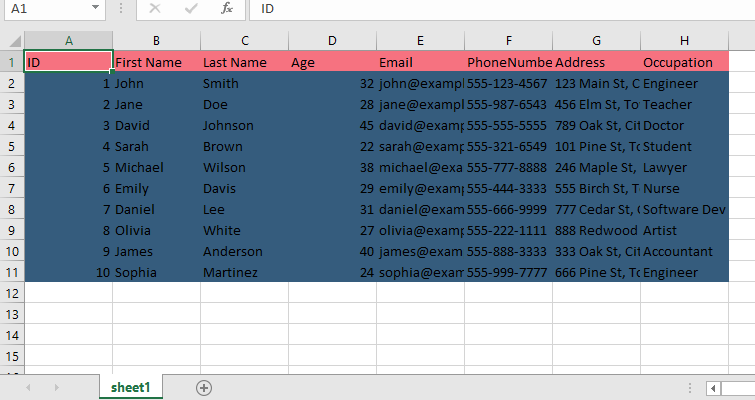 A1 fx ID
A B C D E F G H
1 ID First Name Last Name Age Email PhoneNumbe Address Occupation
2 1 John Smith 32 john@exampl 555-123-4567 123 Main St, C Engineer
3 2 Jane Doe 28 jane@exampl 555-987-6543 456 Elm St, To Teacher
4 3 David Johnson 45 david@examp 555-555-5555 789 Oak St, Cit Doctor
5 4 Sarah Brown 22 sarah@examp 555-321-6549 101 Pine St, To Student
6 5 Michael Wilson 38 michael@exa 555-777-8888 246 Maple St, Lawyer
7 6 Emily Davis 29 emily@examp 555-444-3333 555 Birch St, T Nurse
8 7 Daniel Lee 31 daniel@exam 555-666-9999 777 Cedar St, Software Dev
9 8 Olivia White 27 olivia@examp 555-222-1111 888 Redwood Artist
10 9 James Anderson 40 james@exam 555-888-3333 333 Oak St, Cit Accountant
11 10 Sophia Martinez 24 sophia@exam 555-999-7777 666 Pine St, To Engineer
12
13
14
15
sheet1